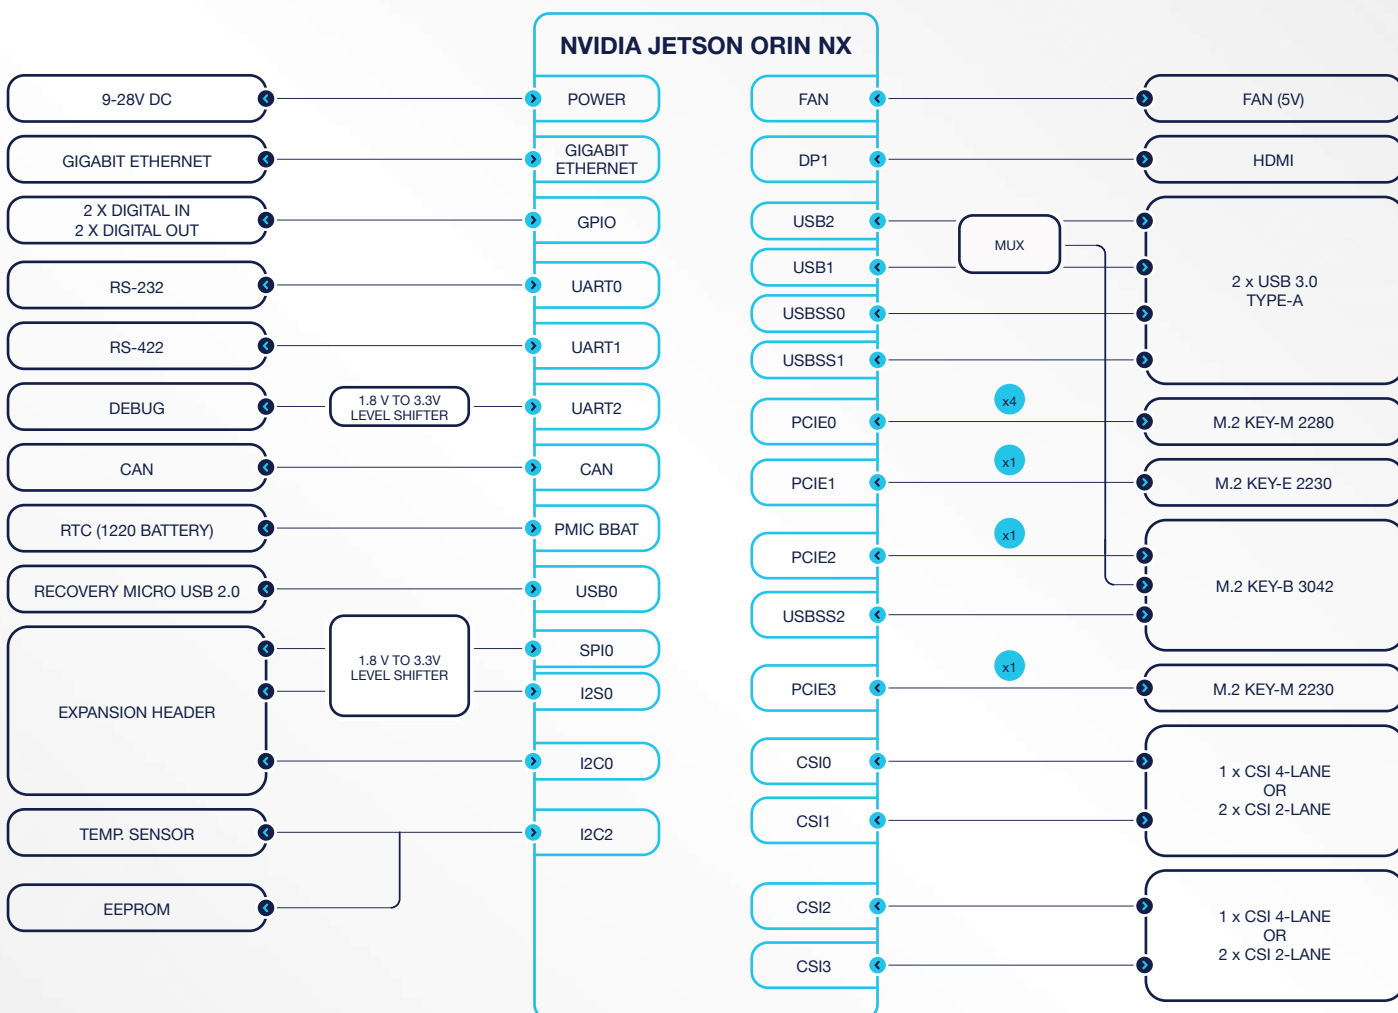 NVIDIA JETSON ORIN NX
9-28V DC
POWER
GIGABIT ETHERNET
GIGABIT
ETHERNET
2 X DIGITAL IN
2 X DIGITAL OUT
GPIO
RS-232
UART0
RS-422
UART1
DEBUG
1.8 V TO 3.3V
LEVEL SHIFTER
UART2
CAN
CAN
RTC (1220 BATTERY)
PMIC BBAT
RECOVERY MICRO USB 2.0
USB0
EXPANSION HEADER
1.8 V TO 3.3V
LEVEL SHIFTER
SPI0
I2S0
I2C0
TEMP. SENSOR
I2C2
EEPROM
FAN
FAN (5V)
DP1
HDMI
USB2
MUX
USB1
USBSS0
USBSS1
2 x USB 3.0
TYPE-A
PCIE0
x4
M.2 KEY-M 2280
PCIE1
x1
M.2 KEY-E 2230
PCIE2
x1
USBSS2
M.2 KEY-B 3042
PCIE3
x1
M.2 KEY-M 2230
CSI0
CSI1
1 x CSI 4-LANE
OR
2 x CSI 2-LANE
CSI2
CSI3
1 x CSI 4-LANE
OR
2 x CSI 2-LANE